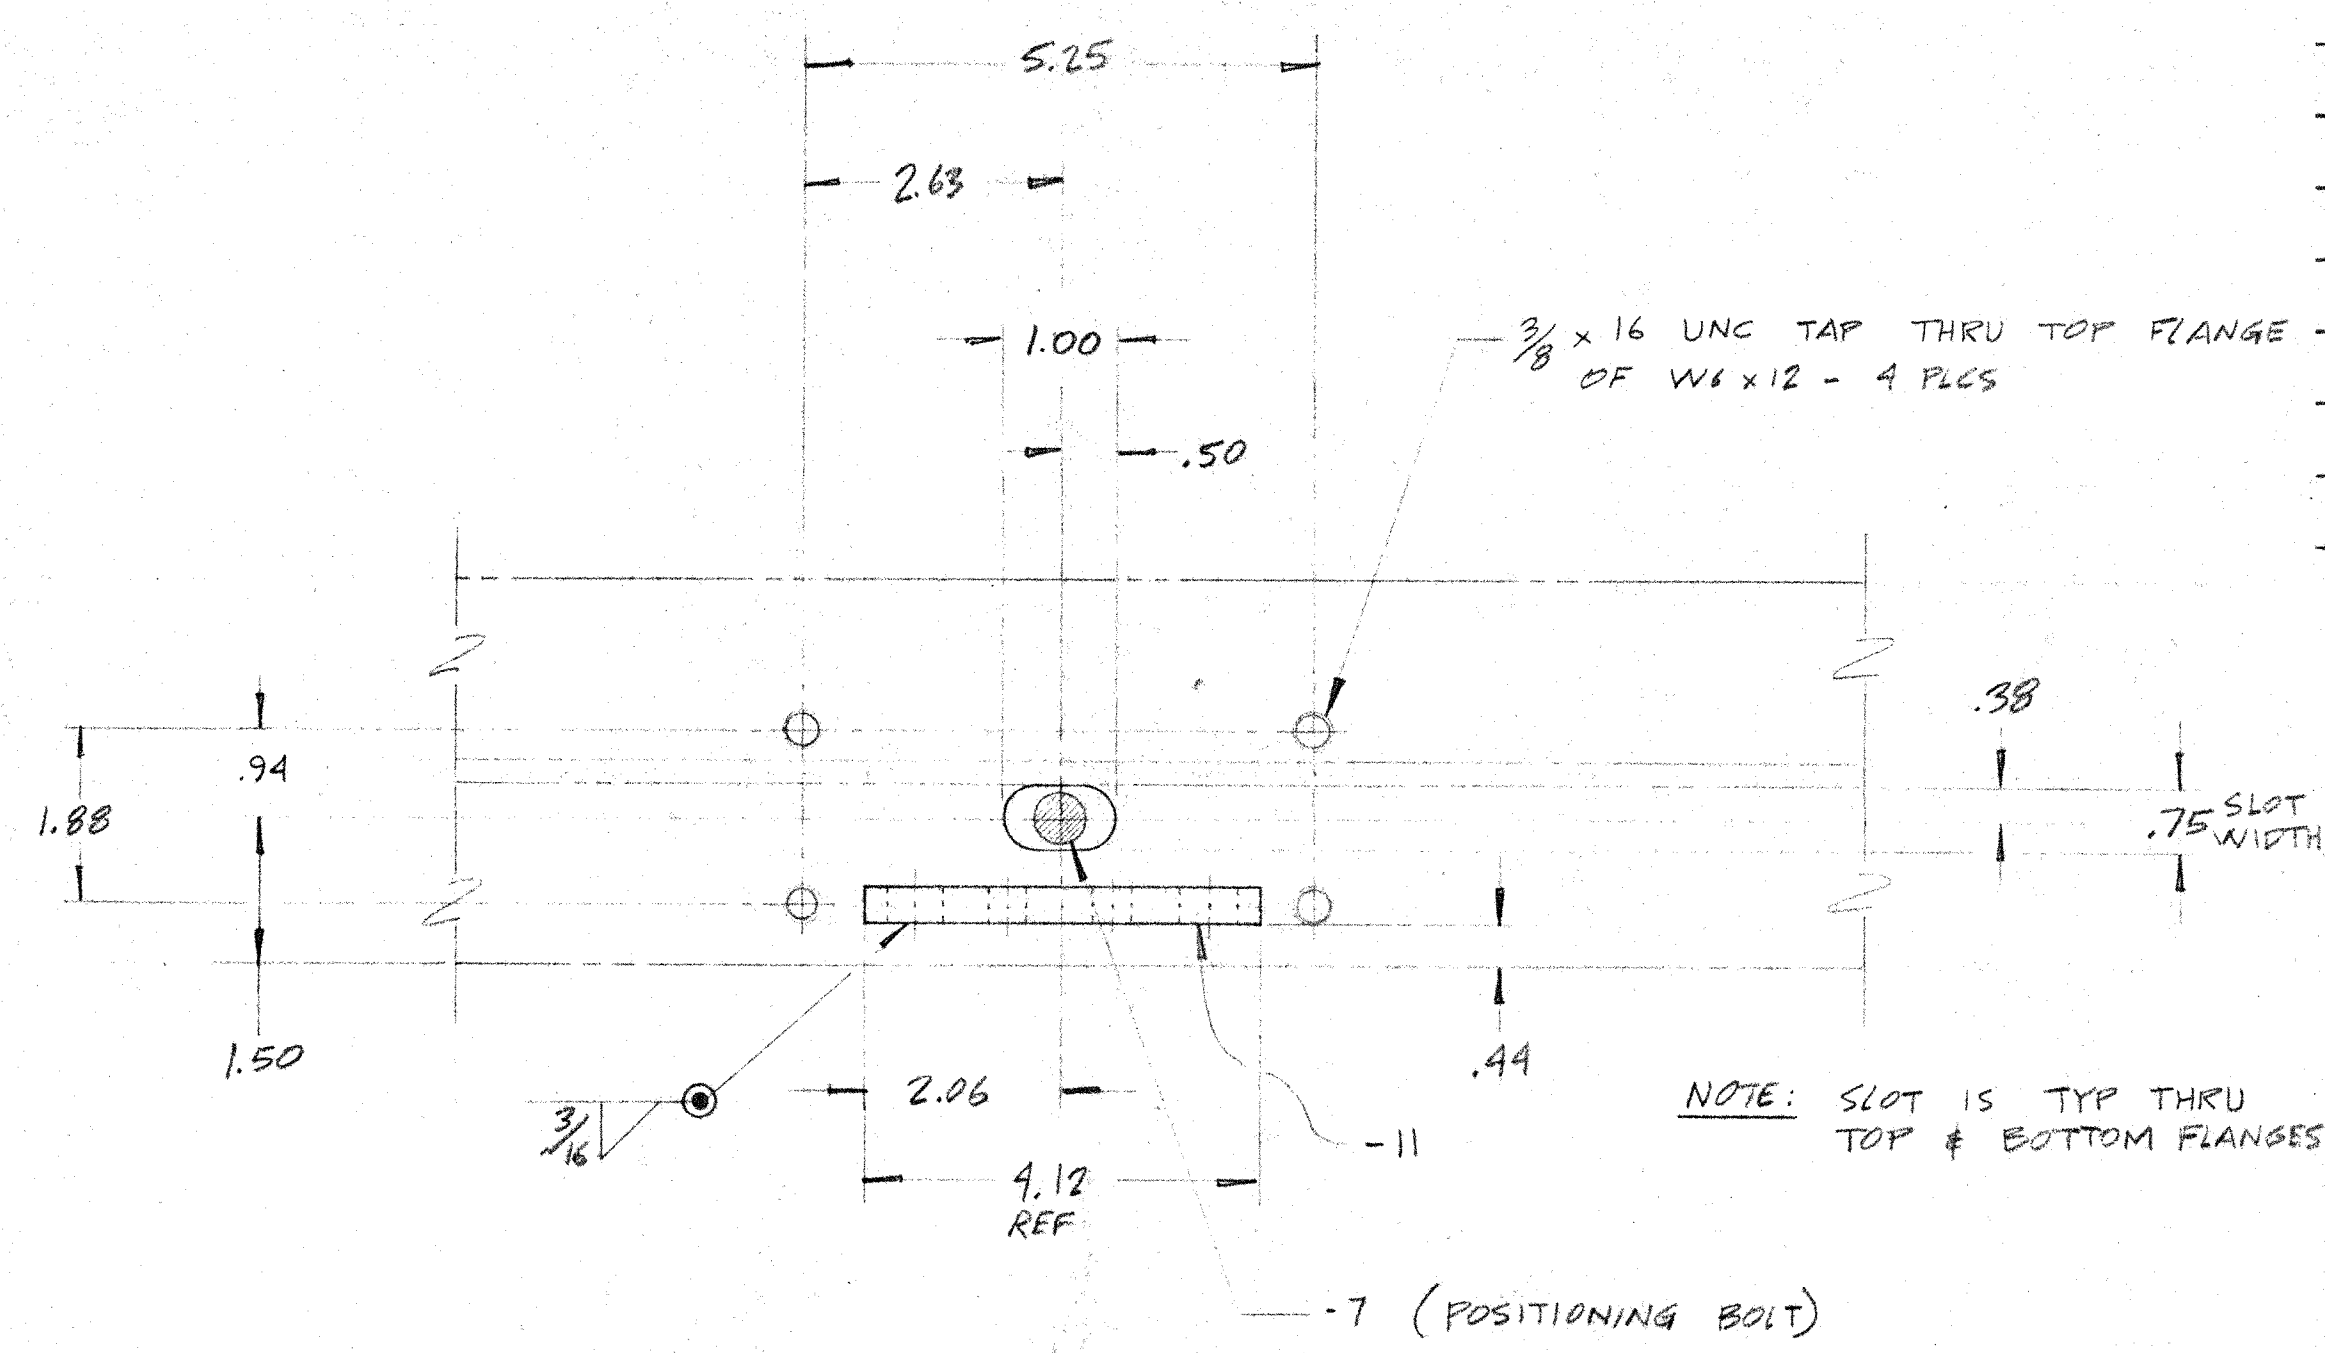 5.25
2.63
1.00
3/8 x 16 UNC TAP THRU TOP FLANGE
OF W6 x 12 - 4 PLCS
.50
.38
.94
1.88
.75 SLOT
WIDTH
1.50
.44
2.06
3/16
-11
NOTE: SLOT IS TYP THRU
TOP & BOTTOM FLANGES
4.12
REF
-7 (POSITIONING BOLT)